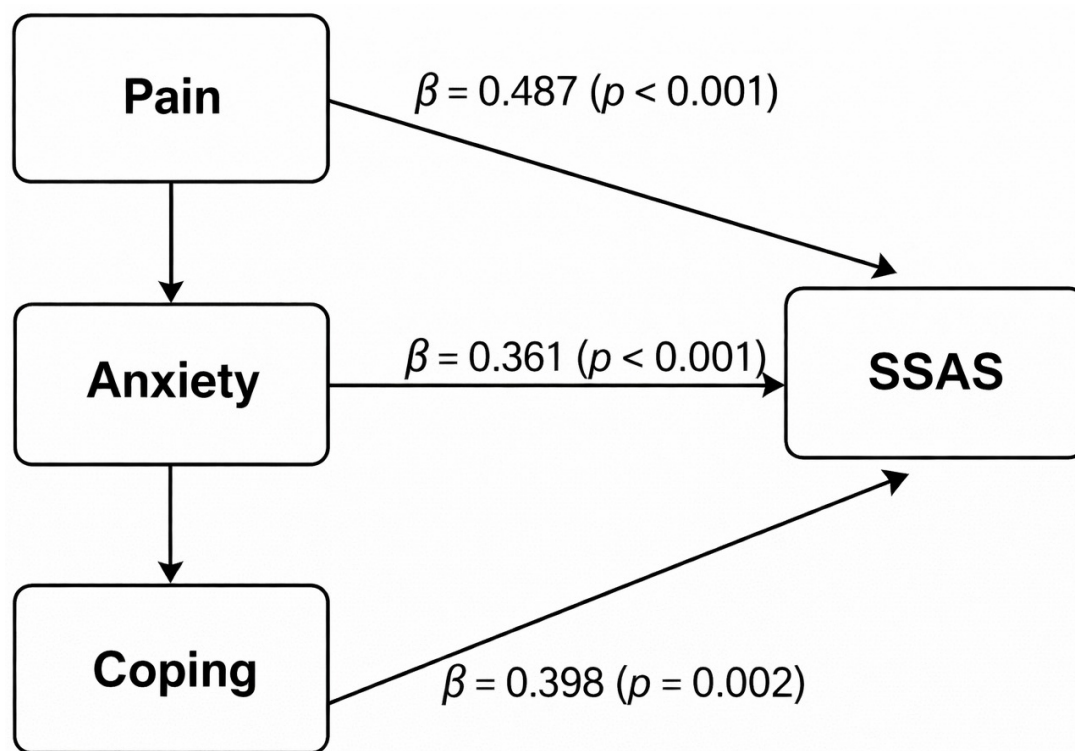 Pain
β = 0.487 (p < 0.001)
Anxiety
β = 0.361 (p < 0.001)
SSAS
Coping
β = 0.398 (p = 0.002)